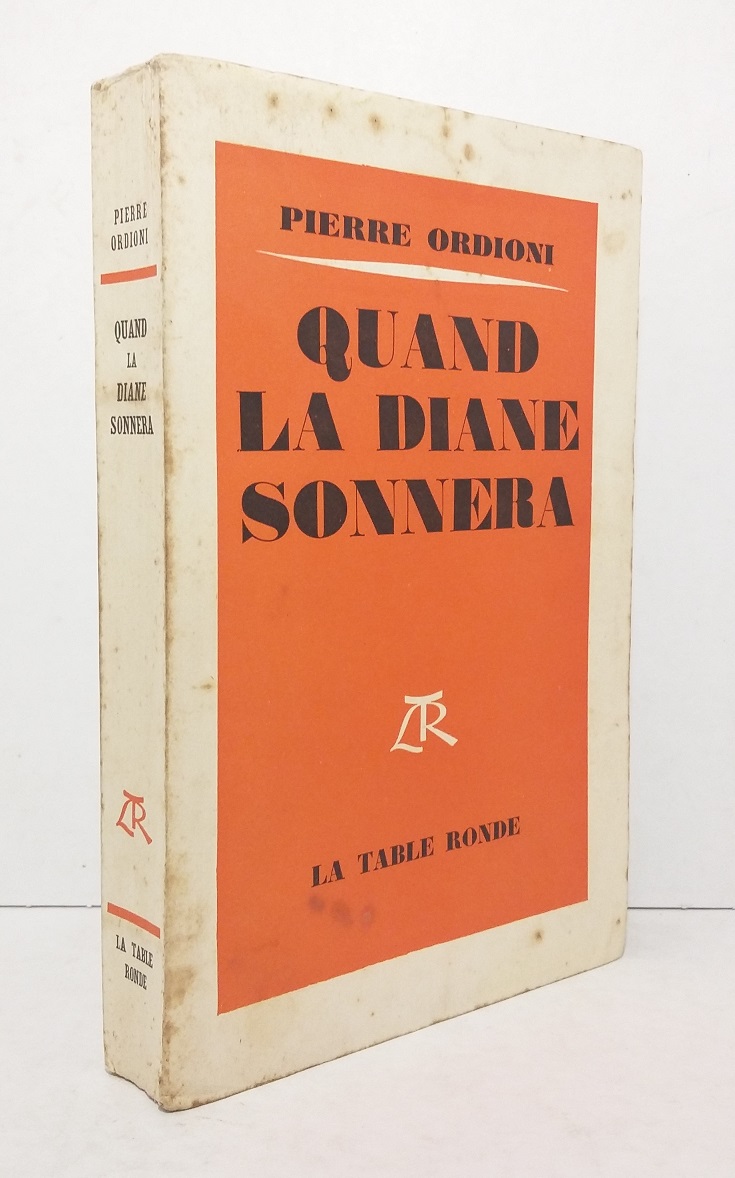 PIERRE
ORDIONI
QUAND
LA
DIANE
SONNERA
LTR
LA TABLE
RONDE
PIERRE ORDIONI
QUAND
LA DIANE
SONNERA
LTR
LA TABLE RONDE